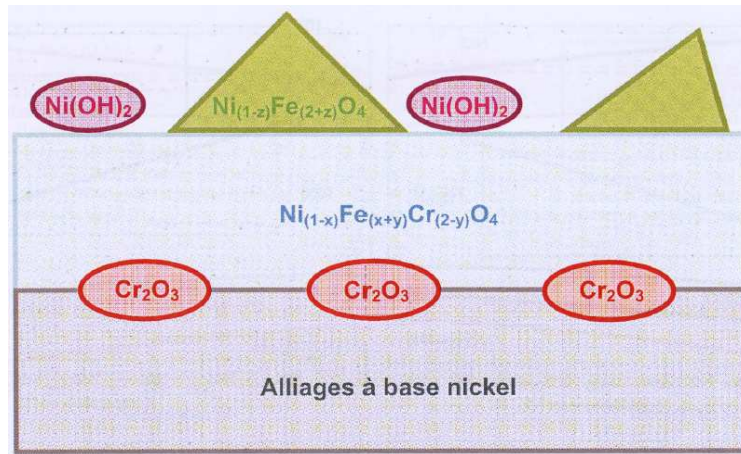 Ni(OH)₂
Ni₍₁₋z₎Fe₍₂₊z₎O₄
Ni(OH)₂
Ni₍₁₋ₓ₎Fe₍ₓ₊y₎Cr₍₂₋y₎O₄
Cr₂O₃
Cr₂O₃
Cr₂O₃
Alliages à base nickel